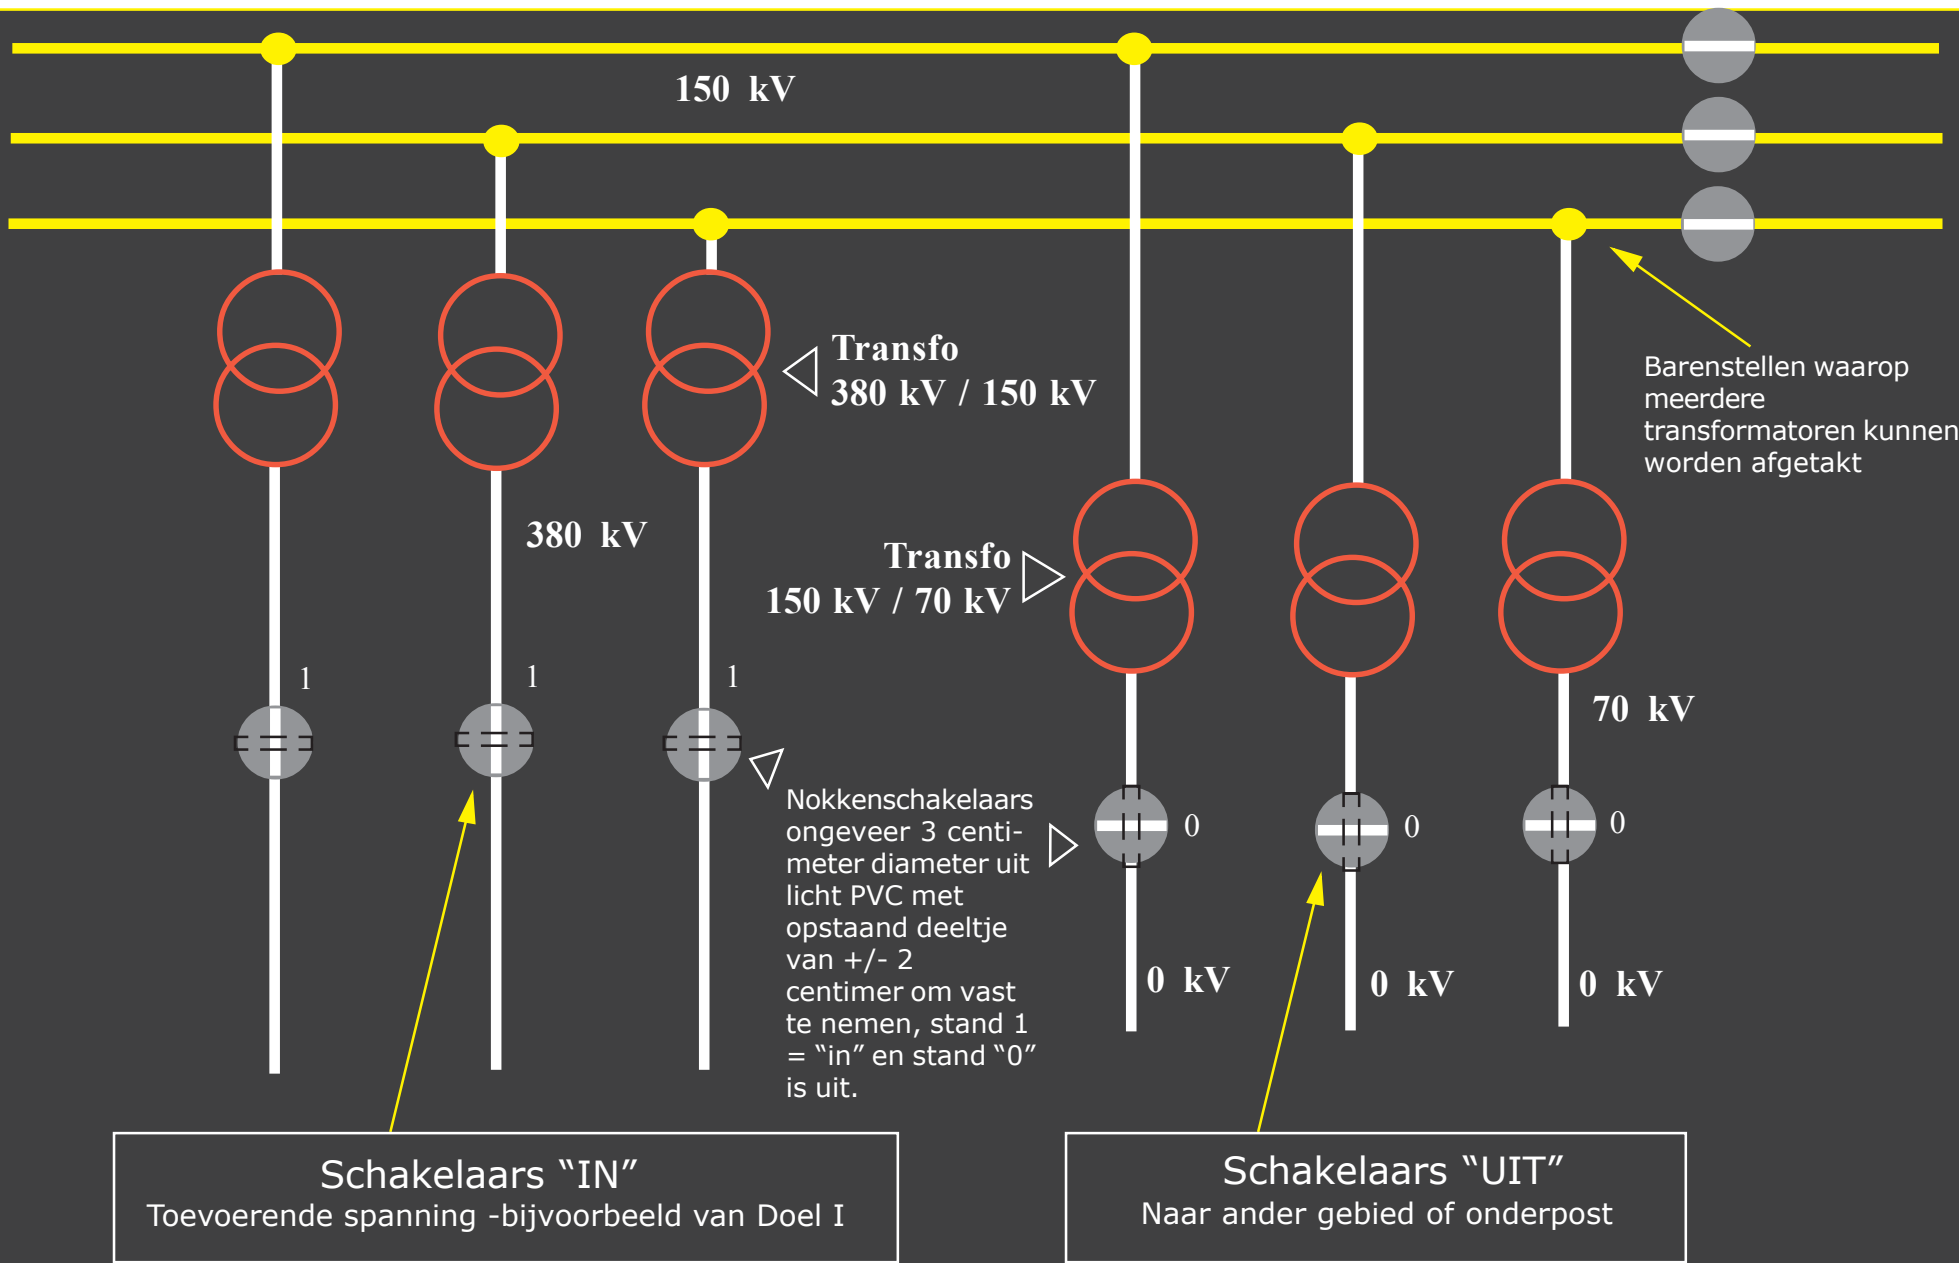 150 kV
Transfo
380 kV / 150 kV
Barenstellen waarop
meerdere
transformatoren kunnen
worden afgetakt
380 kV
Transfo
150 kV / 70 kV
1
1
1
70 kV
Nokkenschakelaars
ongeveer 3 centi-
meter diameter uit
licht PVC met
opstaand deeltje
van +/- 2
centimer om vast
te nemen, stand 1
= “in” en stand “0”
is uit.
0
0
0
0 kV
0 kV
0 kV
Schakelaars “IN”
Toevoerende spanning -bijvoorbeeld van Doel I
Schakelaars “UIT”
Naar ander gebied of onderpost